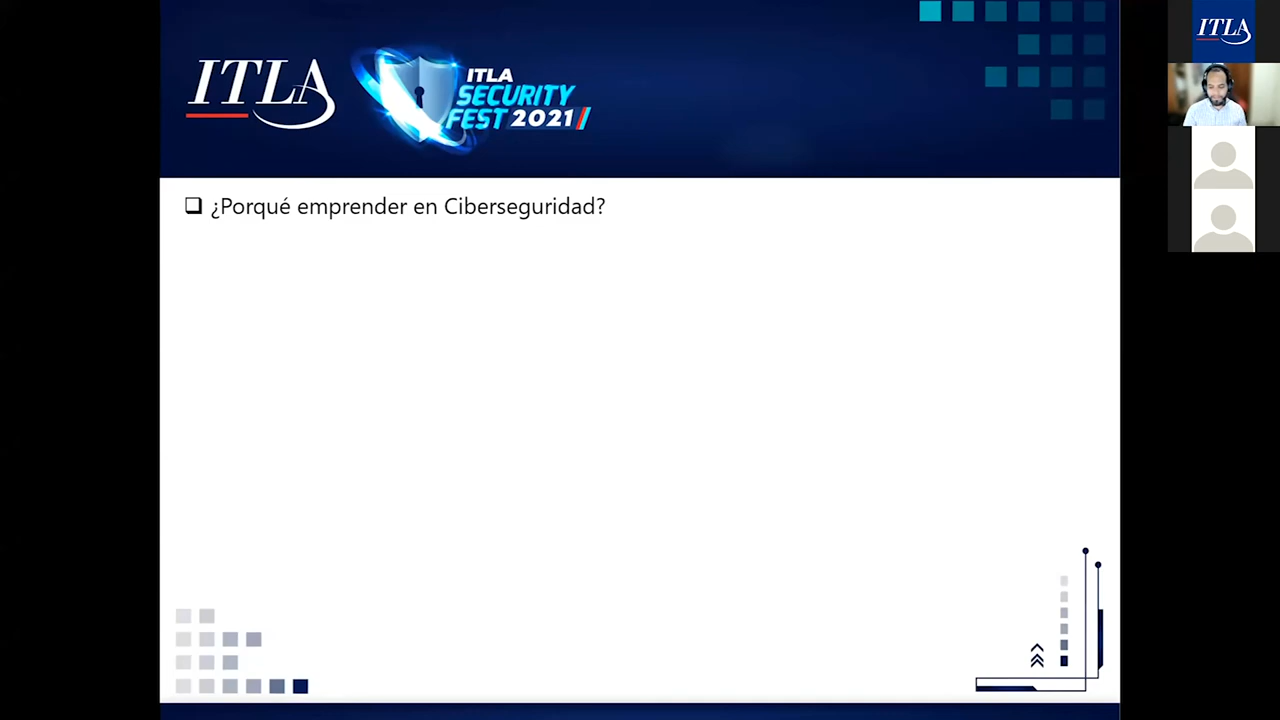 ITLA
ITLA
SECURITY
FEST 2021
¿Porqué emprender en Ciberseguridad?
ITLA